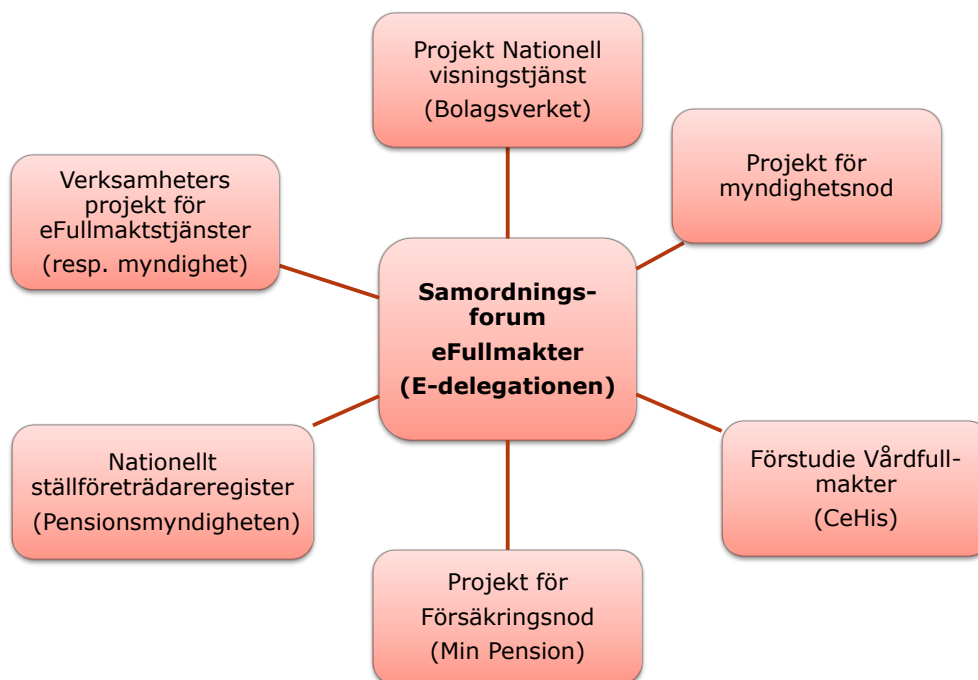 Projekt Nationell
visningstjänst
(Bolagsverket)
Projekt för
myndighetsnod
Verksamheters
projekt för
eFullmaktstjänster
(resp. myndighet)
Samordnings-
forum
eFullmakter
(E-delegationen)
Nationellt
ställföreträdareregister
(Pensionsmyndigheten)
Förstudie Vårdfull-
makter
(CeHis)
Projekt för
Försäkringsnod
(Min Pension)